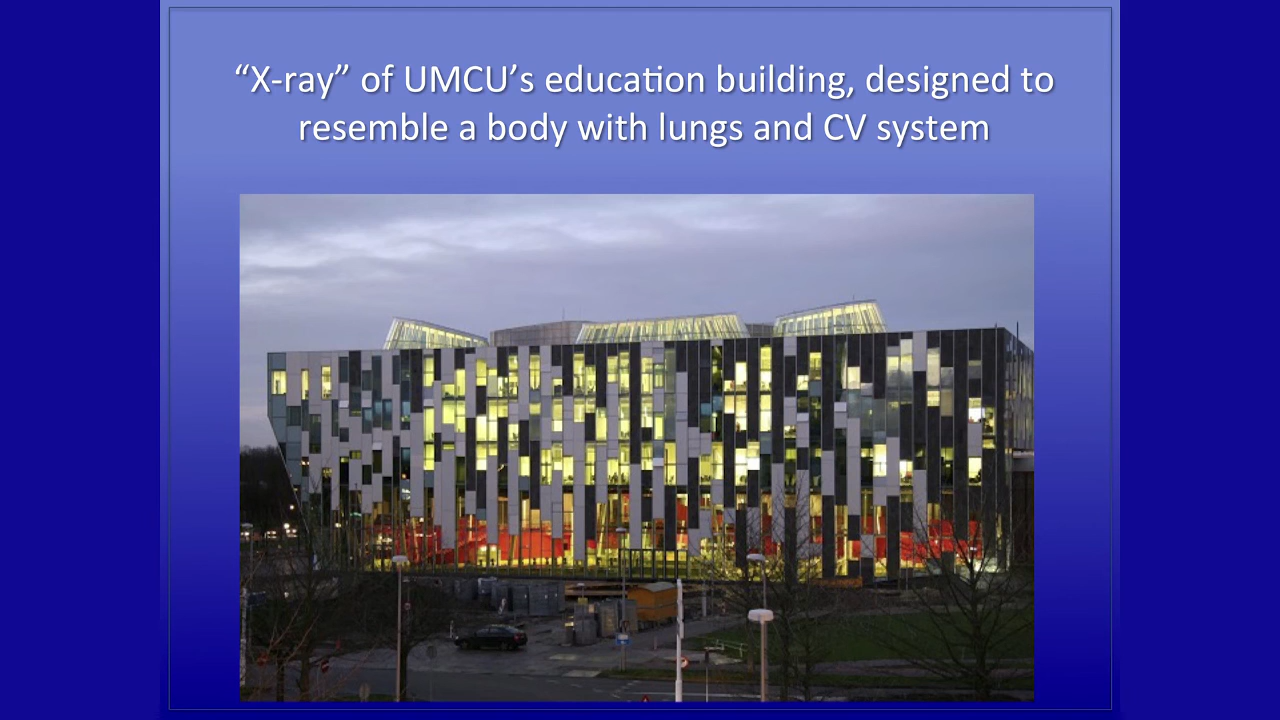 “X-ray” of UMCU’s education building, designed to
resemble a body with lungs and CV system